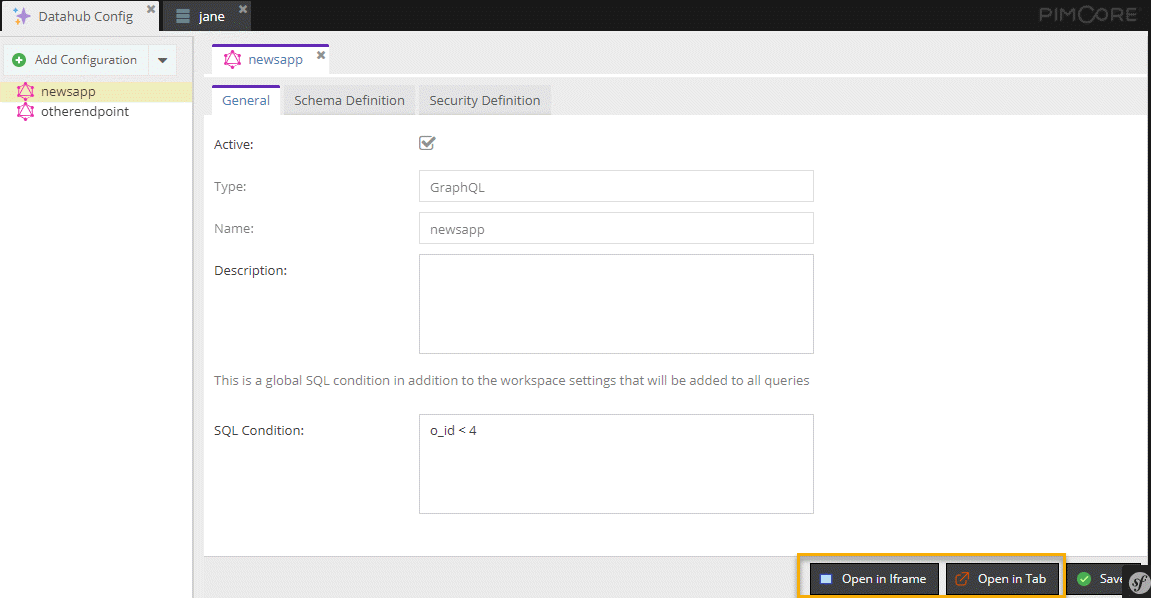 Datahub Config
jane
PIMCORE
Add Configuration
newsapp
otherendpoint
newsapp
General
Schema Definition
Security Definition
Active:
Type:
GraphQL
Name:
newsapp
Description:
This is a global SQL condition in addition to the workspace settings that will be added to all queries
SQL Condition:
o_id < 4
Open in Iframe
Open in Tab
Save
sf